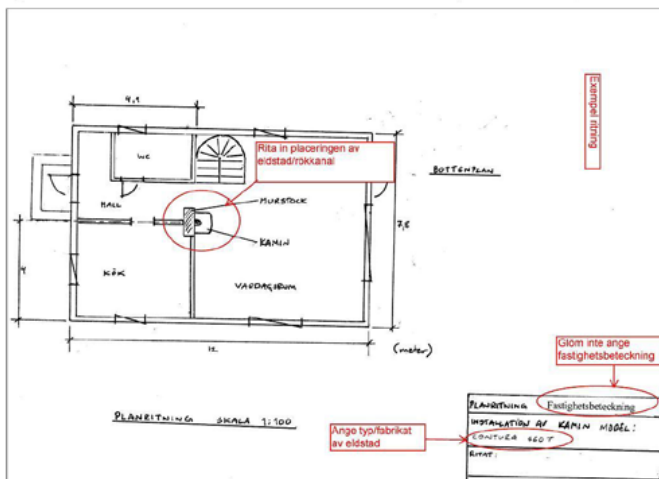 4,1
WC
Rita in placeringen av
eldstad/rökkanal
BOTTENPLAN
Exempel ritning
HALL
MURSTOCK
KAMIN
7,8
4
KÖK
VARDAGSRUM
12
(meter)
Glöm inte ange
fastighetsbeteckning
PLANRITNING SKALA 1:100
PLANRITNING Fastighetsbeteckning
INSTALLATION AV KAMIN MODEL:
CONTURA 460T
Ange typ/fabrikat
av eldstad
RITAT: